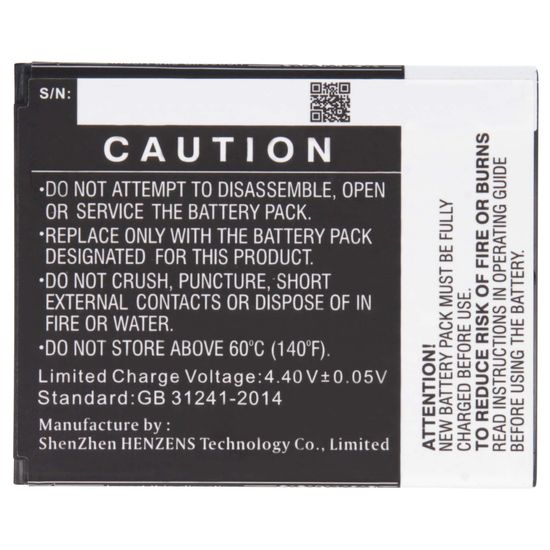 S/N:
CAUTION
•DO NOT ATTEMPT TO DISASSEMBLE, OPEN
OR SERVICE THE BATTERY PACK.
•REPLACE ONLY WITH THE BATTERY PACK
DESIGNATED FOR THIS PRODUCT.
•DO NOT CRUSH, PUNCTURE, SHORT
EXTERNAL CONTACTS OR DISPOSE OF IN
FIRE OR WATER.
•DO NOT STORE ABOVE 60°C (140°F).
Limited Charge Voltage:4.40V±0.05V
Standard:GB 31241-2014
Manufacture by :
ShenZhen HENZENS Technology Co., Limited
ATTENTION!
NEW BATTERY PACK MUST BE FULLY
CHARGED BEFORE USE.
TO REDUCE RISK OF FIRE OR BURNS
READ INSTRUCTIONS IN OPERATING GUIDE
BEFORE USING THE BATTERY.